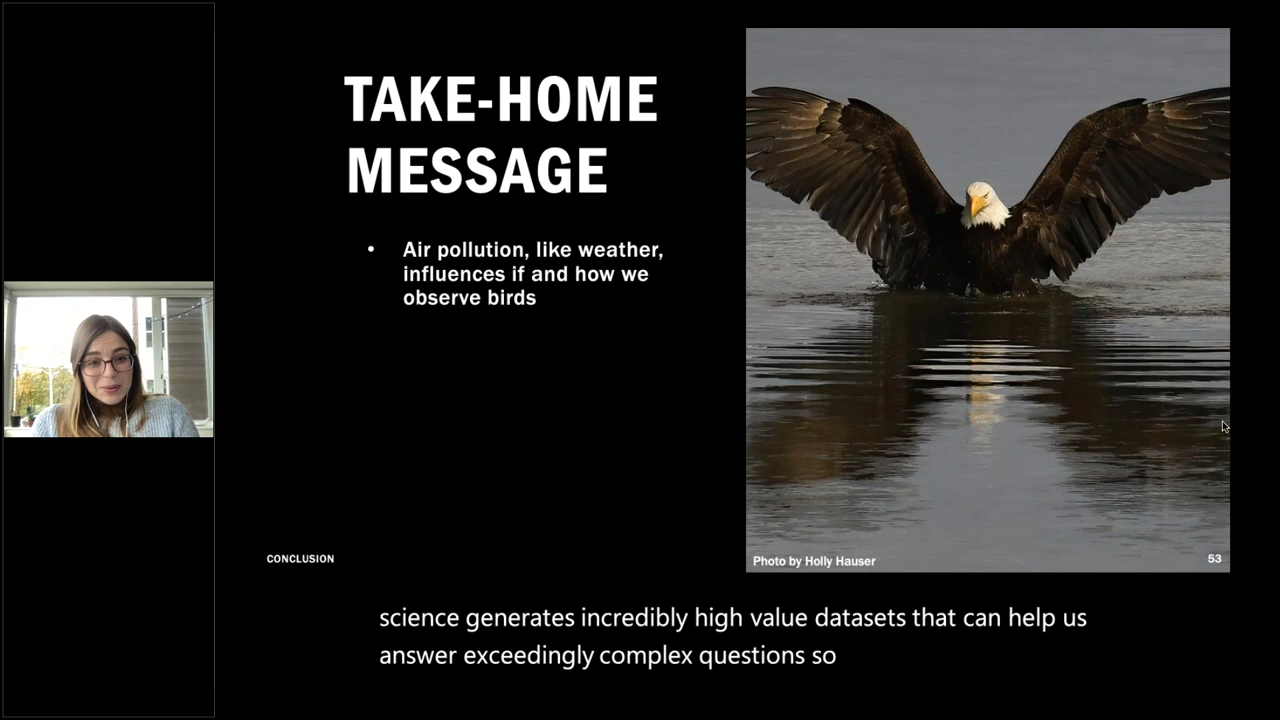 TAKE-HOME
MESSAGE
• Air pollution, like weather,
influences if and how we
observe birds
CONCLUSION
Photo by Holly Hauser
53
science generates incredibly high value datasets that can help us
answer exceedingly complex questions so